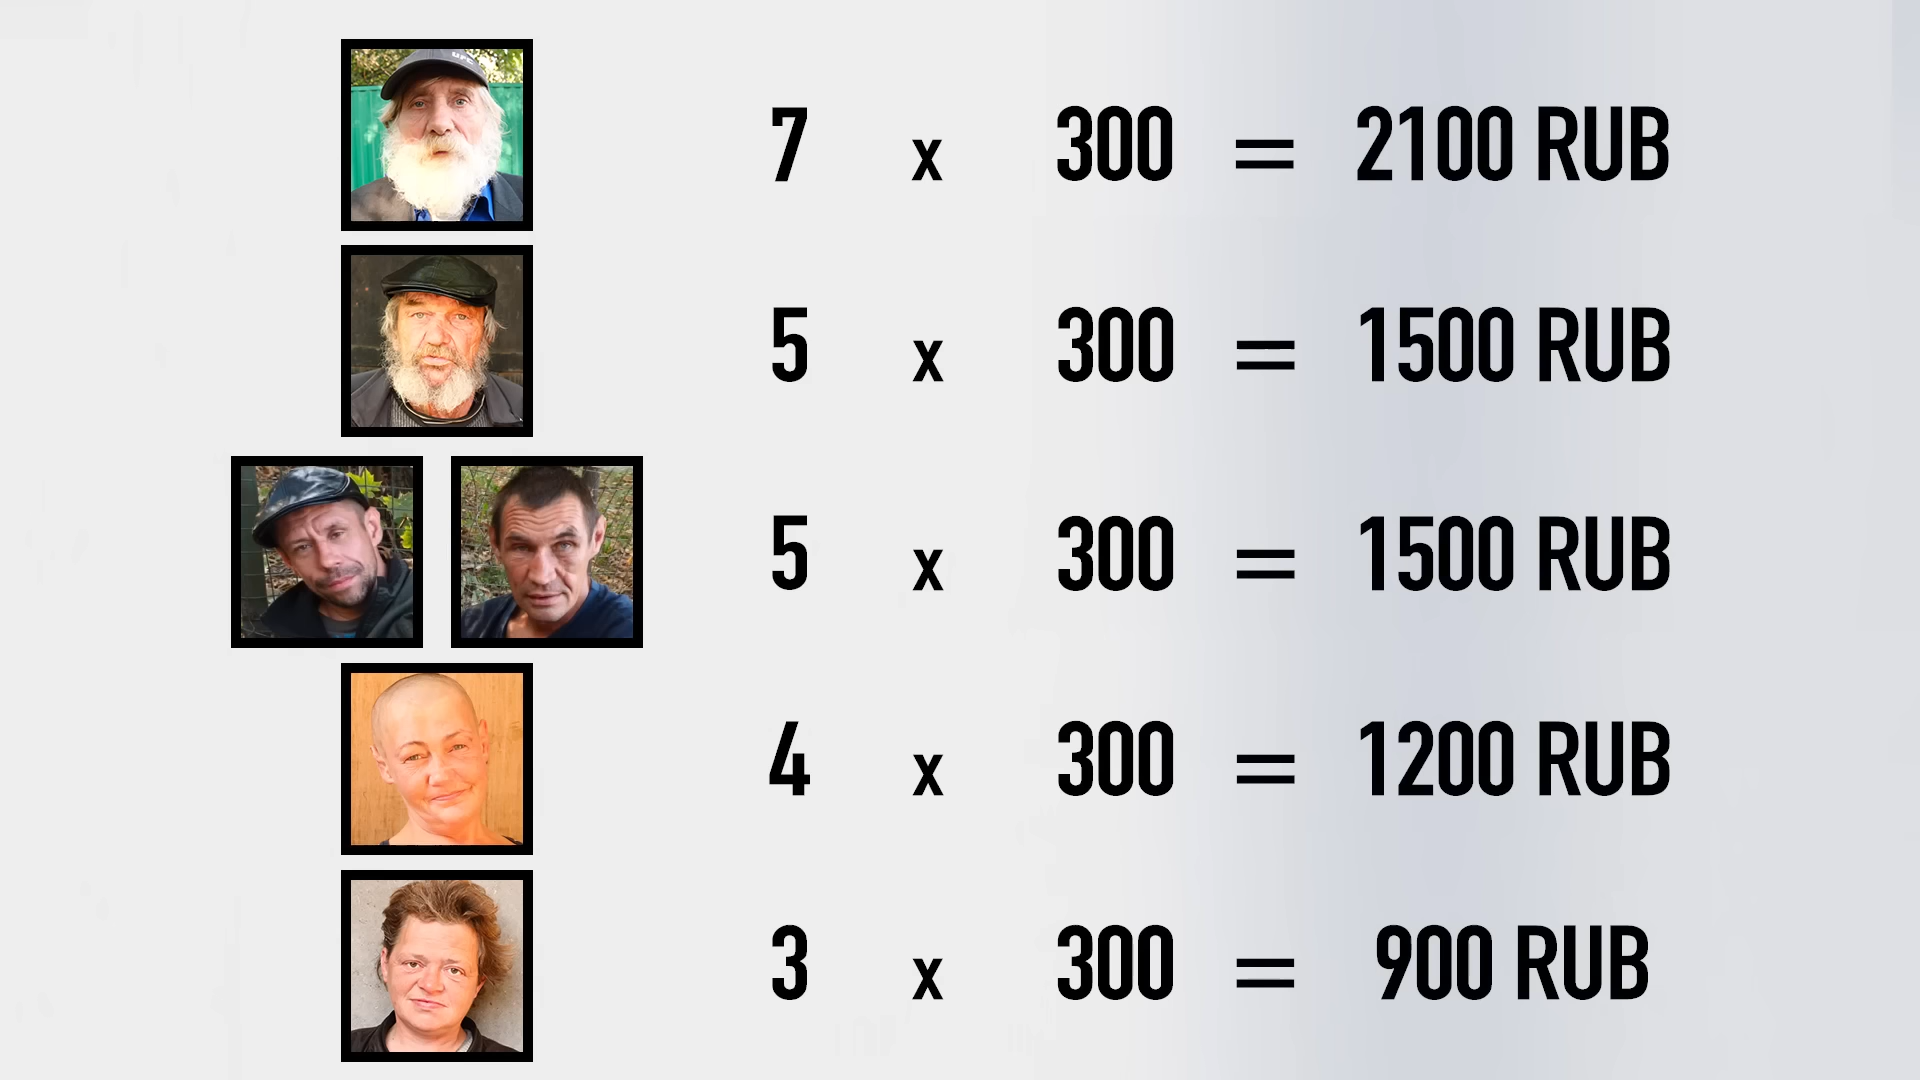 UFC
7 x 300 = 2100 RUB
5 x 300 = 1500 RUB
5 x 300 = 1500 RUB
4 x 300 = 1200 RUB
3 x 300 = 900 RUB